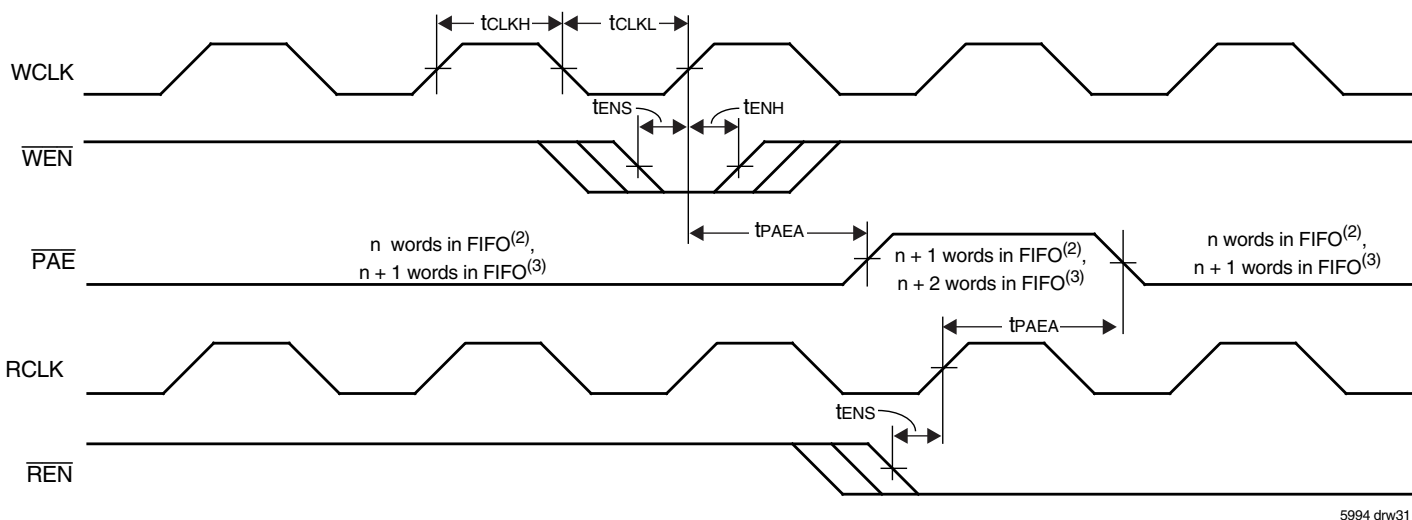 tCLKH
tCLKL
WCLK
tENS
tENH
WEN
tPAEA
PAE
n words in FIFO(2),
n + 1 words in FIFO(3)
n + 1 words in FIFO(2),
n + 2 words in FIFO(3)
n words in FIFO(2),
n + 1 words in FIFO(3)
tPAEA
RCLK
tENS
REN
5994 drw31